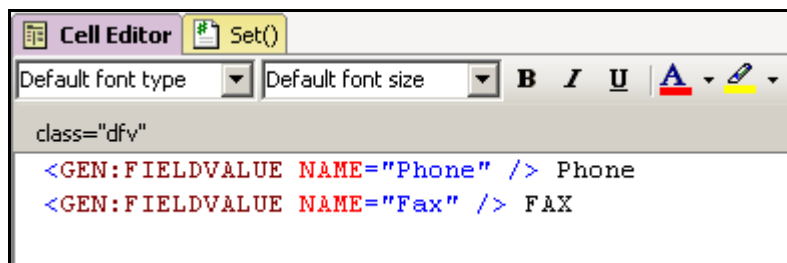 Cell Editor Set()
Default font type Default font size B I U A
class="dfv"
<GEN:FIELDVALUE NAME="Phone" /> Phone
<GEN:FIELDVALUE NAME="Fax" /> FAX